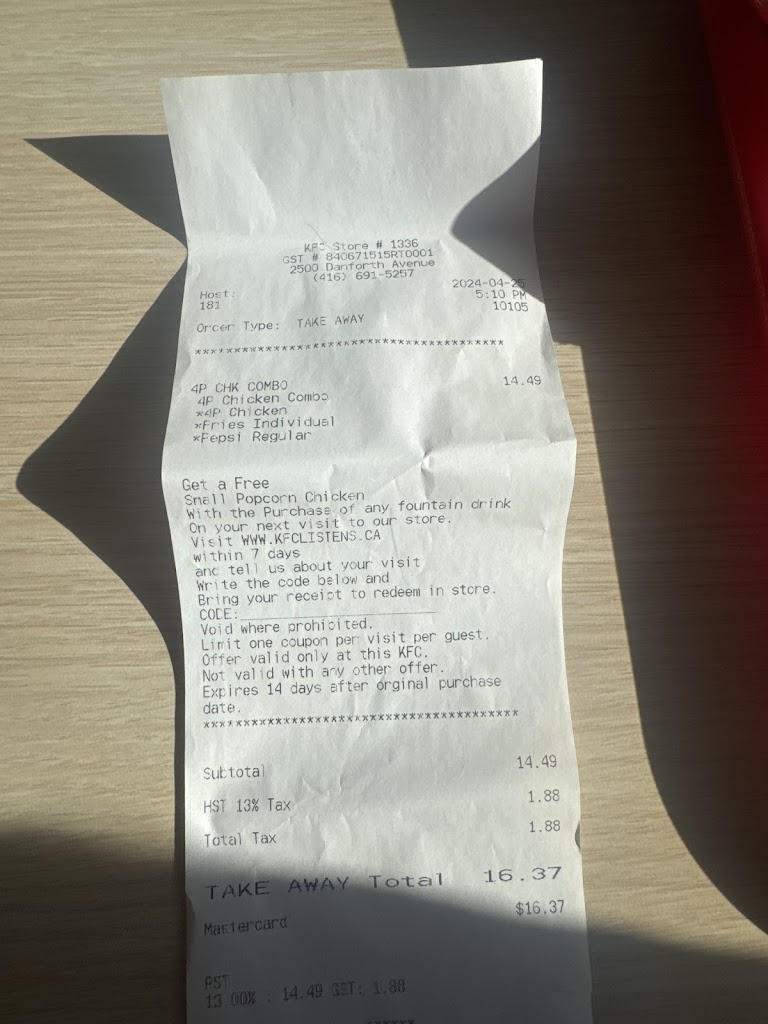 KFC Store # 1336
GST # 840671515RT0001
2500 Danforth Avenue
(416) 691-5257
2024-04-25
Host: 5:10 PM
181 10105
Order Type: TAKE AWAY
***************************************
4P CHK COMBO 14.49
4P Chicken Combo
*4P Chicken
*Fries Individual
*Pepsi Regular
Get a Free
Small Popcorn Chicken
With the Purchase of any fountain drink
On your next visit to our store.
Visit WWW.KFCLISTENS.CA
within 7 days
and tell us about your visit
Write the code below and
Bring your receipt to redeem in store.
CODE:______________________
Void where prohibited.
Limit one coupon per visit per guest.
Offer valid only at this KFC.
Not valid with any other offer.
Expires 14 days after orginal purchase
date.
***************************************
Subtotal 14.49
HST 13% Tax 1.88
Total Tax 1.88
TAKE AWAY Total 16.37
Mastercard $16.37
PST
13.00% : 14.49 GST: 1.88